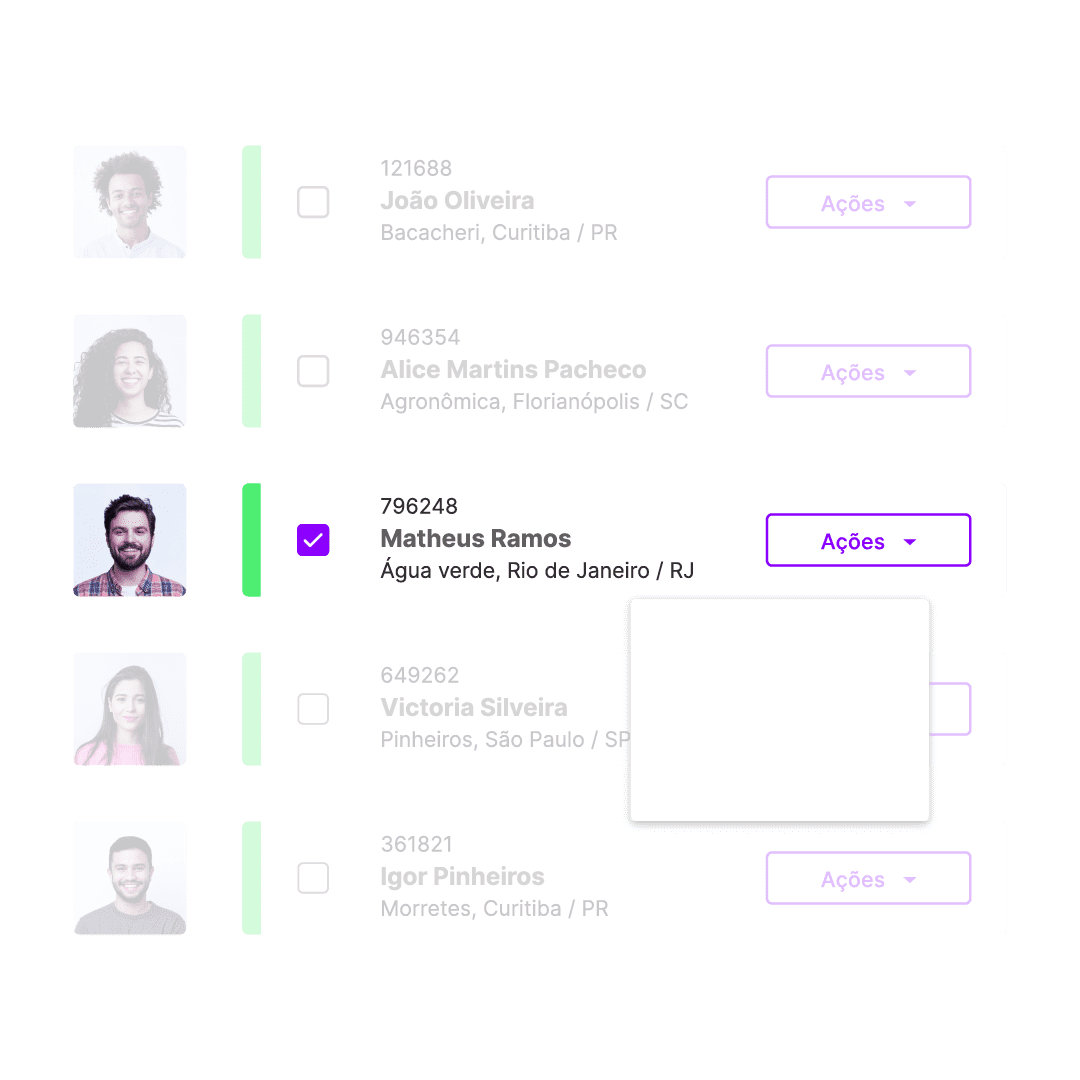 121688
João Oliveira
Bacacheri, Curitiba / PR
Ações
946354
Alice Martins Pacheco
Agronômica, Florianópolis / SC
Ações
796248
Matheus Ramos
Água verde, Rio de Janeiro / RJ
Ações
649262
Victoria Silveira
Pinheiros, São Paulo / SP
361821
Igor Pinheiros
Morretes, Curitiba / PR
Ações